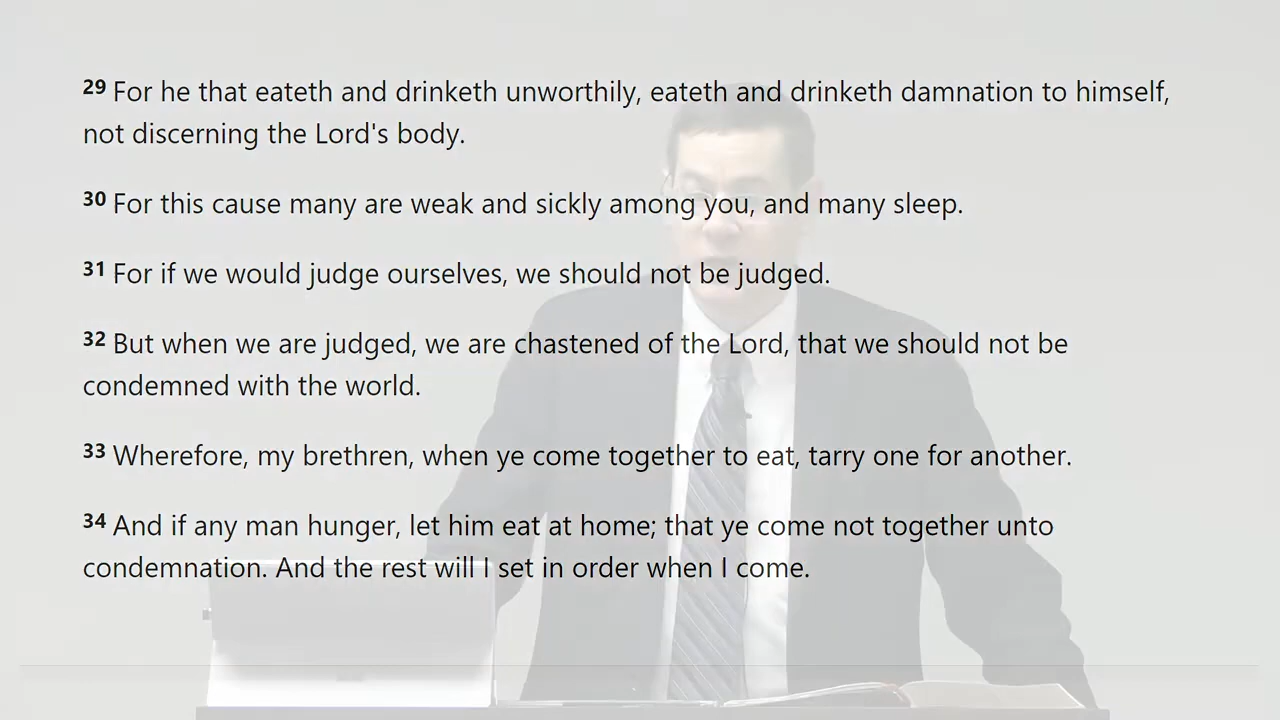 29 For he that eateth and drinketh unworthily, eateth and drinketh damnation to himself,
not discerning the Lord's body.
30 For this cause many are weak and sickly among you, and many sleep.
31 For if we would judge ourselves, we should not be judged.
32 But when we are judged, we are chastened of the Lord, that we should not be
condemned with the world.
33 Wherefore, my brethren, when ye come together to eat, tarry one for another.
34 And if any man hunger, let him eat at home; that ye come not together unto
condemnation. And the rest will I set in order when I come.